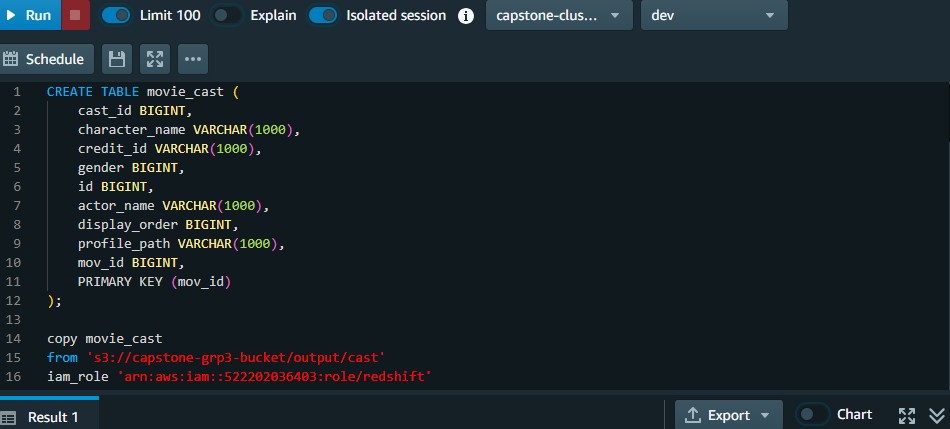 Run Limit 100 Explain Isolated session capstone-clus... dev
Schedule
1 CREATE TABLE movie_cast (
2 cast_id BIGINT,
3 character_name VARCHAR(1000),
4 credit_id VARCHAR(1000),
5 gender BIGINT,
6 id BIGINT,
7 actor_name VARCHAR(1000),
8 display_order BIGINT,
9 profile_path VARCHAR(1000),
10 mov_id BIGINT,
11 PRIMARY KEY (mov_id)
12 );
13
14 copy movie_cast
15 from 's3://capstone-grp3-bucket/output/cast'
16 iam_role 'arn:aws:iam::522202036403:role/redshift'
Result 1 Export Chart